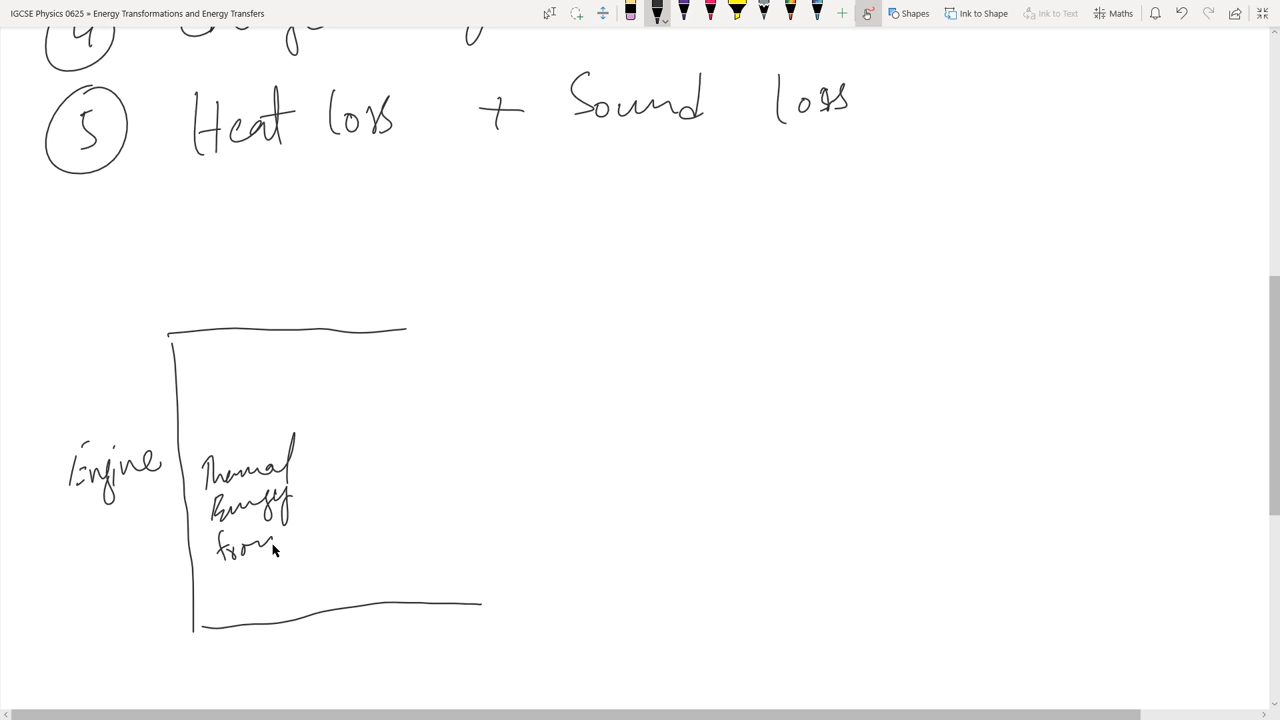 IGCSE Physics 0625 - Energy Transformations and Energy Transfers
Shapes Ink to Shape Ink to Text Maths
4
5 Heat loss + Sound loss
Engine
Thermal
Energy
from